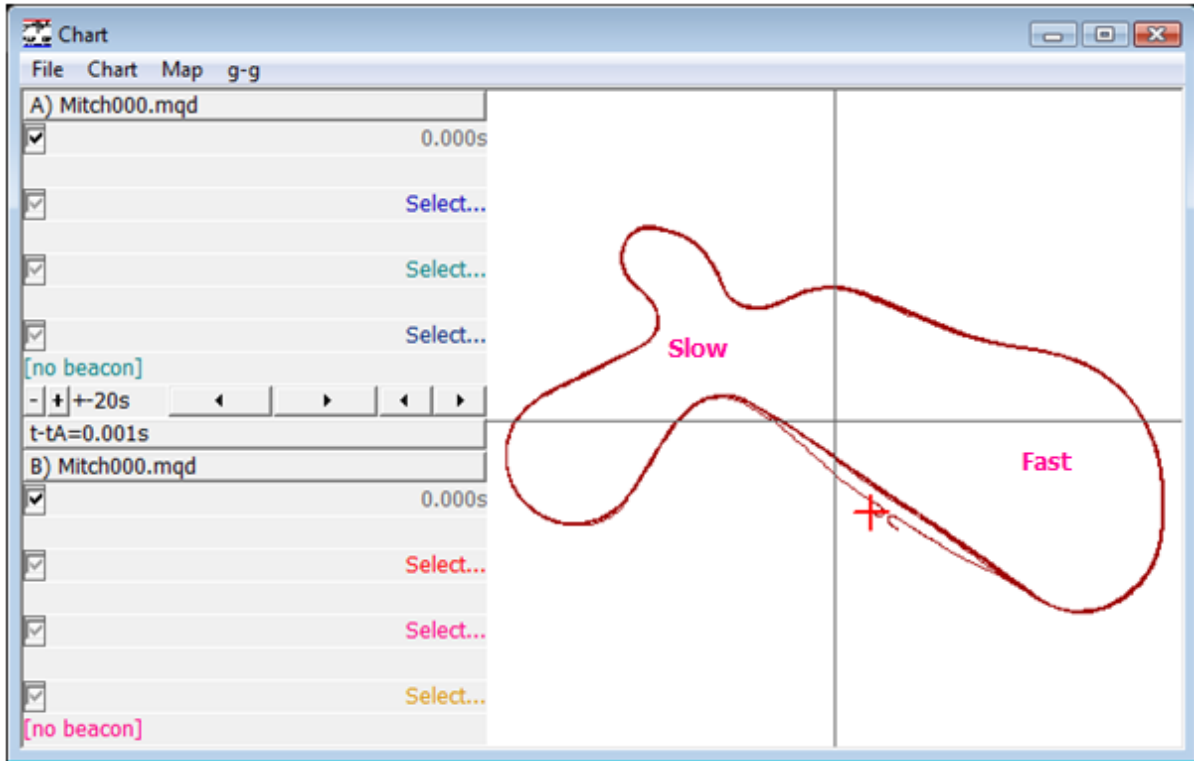 Chart
File Chart Map g-g
A) Mitch000.mqd
0.000s
Select...
Select...
Select...
[no beacon]
- + +-20s
t-tA=0.001s
B) Mitch000.mqd
0.000s
Select...
Select...
Select...
[no beacon]
Slow
Fast